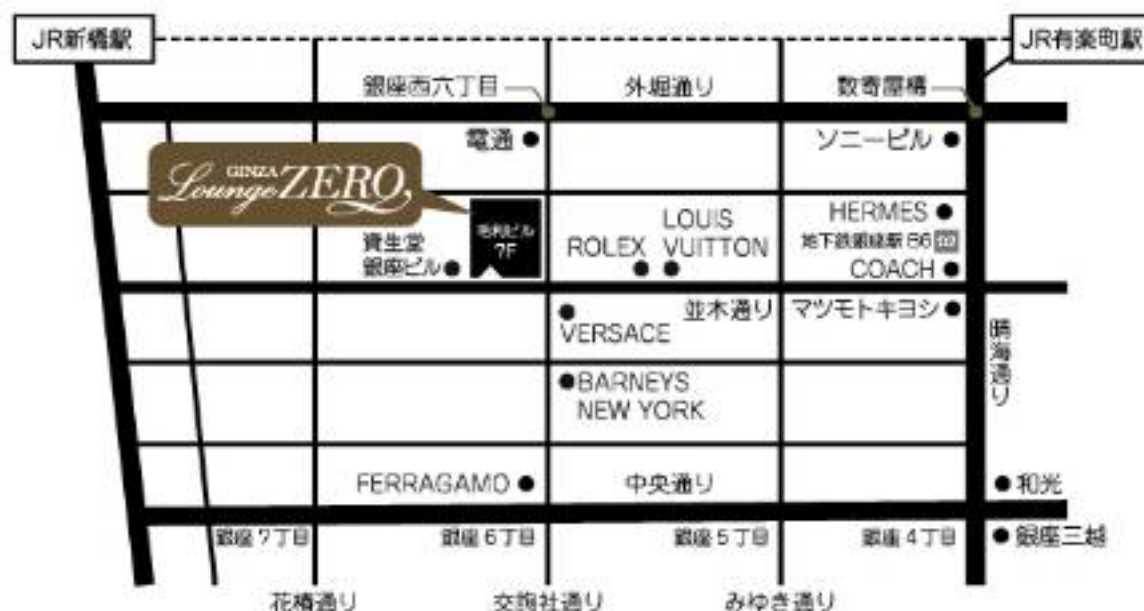 JR新橋駅
JR有楽町駅
銀座西六丁目
外堀通り
数寄屋橋
電通
ソニービル
GINZA
Lounge ZERO
毛利ビル
7F
資生堂
銀座ビル
ROLEX
LOUIS
VUITTON
HERMES
地下鉄銀座駅 B6
COACH
並木通り
マツモトキヨシ
VERSACE
晴海通り
BARNEYS
NEW YORK
FERRAGAMO
中央通り
和光
銀座7丁目
銀座6丁目
銀座5丁目
銀座4丁目
銀座三越
花椿通り
交詢社通り
みゆき通り